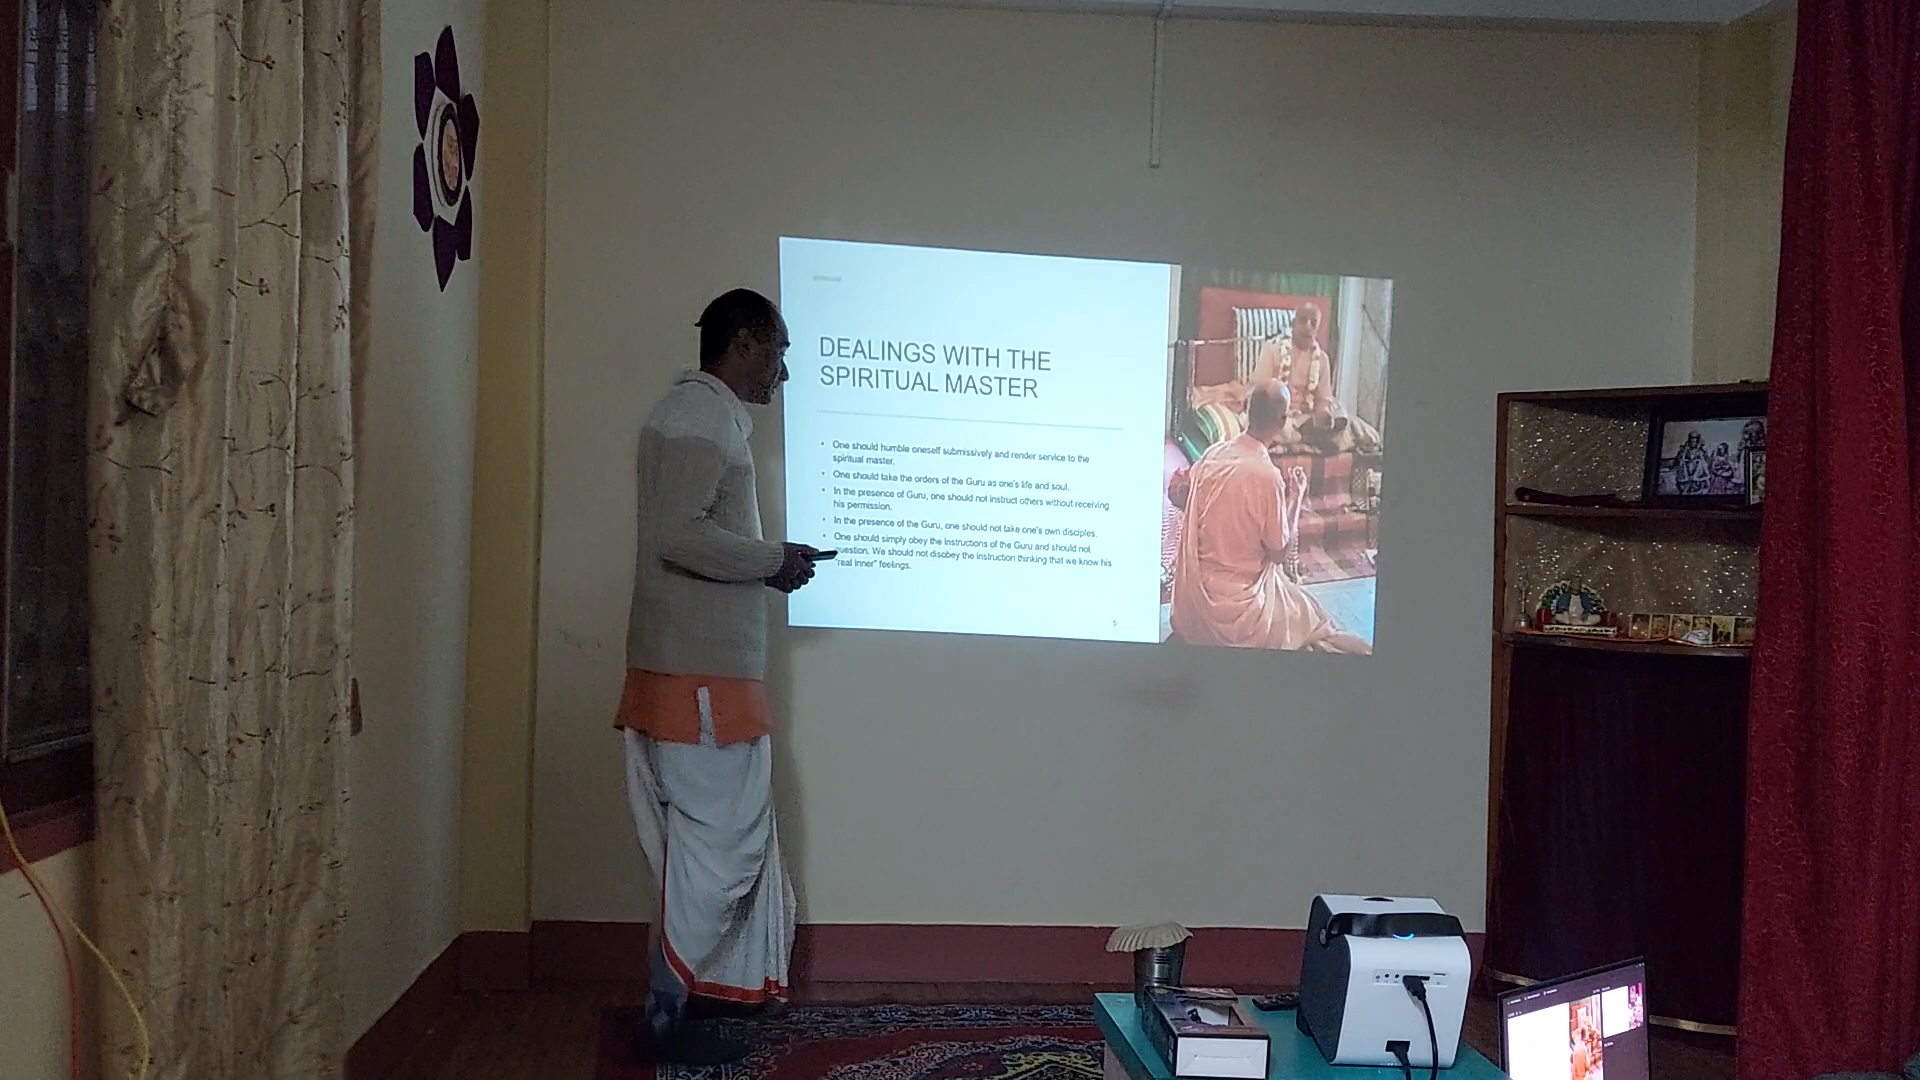 DEALINGS WITH THE
SPIRITUAL MASTER
• One should humble oneself submissively and render service to the
spiritual master.
• One should take the orders of the Guru as one's life and soul.
• In the presence of Guru, one should not instruct others without receiving
his permission.
• In the presence of the Guru, one should not take one's own disciples.
• One should simply obey the instructions of the Guru and should not
question. We should not disobey the instruction thinking that we know his
"real inner" feelings.
5